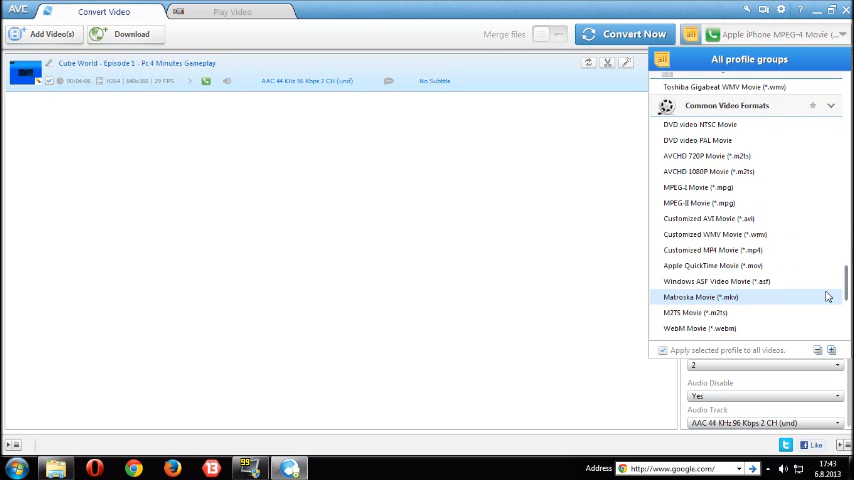 AVC
Convert Video
Play Video
Add Video(s)
Download
Merge files
Convert Now
all
Apple iPhone MPEG-4 Movie (...
all
All profile groups
Cube World - Episode 1 - Pc 4 Minutes Gameplay
00:04:06
H264 | 640x360 | 29 FPS
AAC 44 KHz 96 Kbps 2 CH (und)
No Subtitle
Toshiba Gigabeat WMV Movie (*.wmv)
Common Video Formats
DVD video NTSC Movie
DVD video PAL Movie
AVCHD 720P Movie (*.m2ts)
AVCHD 1080P Movie (*.m2ts)
MPEG-I Movie (*.mpg)
MPEG-II Movie (*.mpg)
Customized AVI Movie (*.avi)
Customized WMV Movie (*.wmv)
Customized MP4 Movie (*.mp4)
Apple QuickTime Movie (*.mov)
Windows ASF Video Movie (*.asf)
Matroska Movie (*.mkv)
M2TS Movie (*.m2ts)
WebM Movie (*.webm)
Apply selected profile to all videos.
2
Audio Disable
Yes
Audio Track
AAC 44 KHz 96 Kbps 2 CH (und)
Like
99
13
Address
http://www.google.com/
17:43
6.8.2013